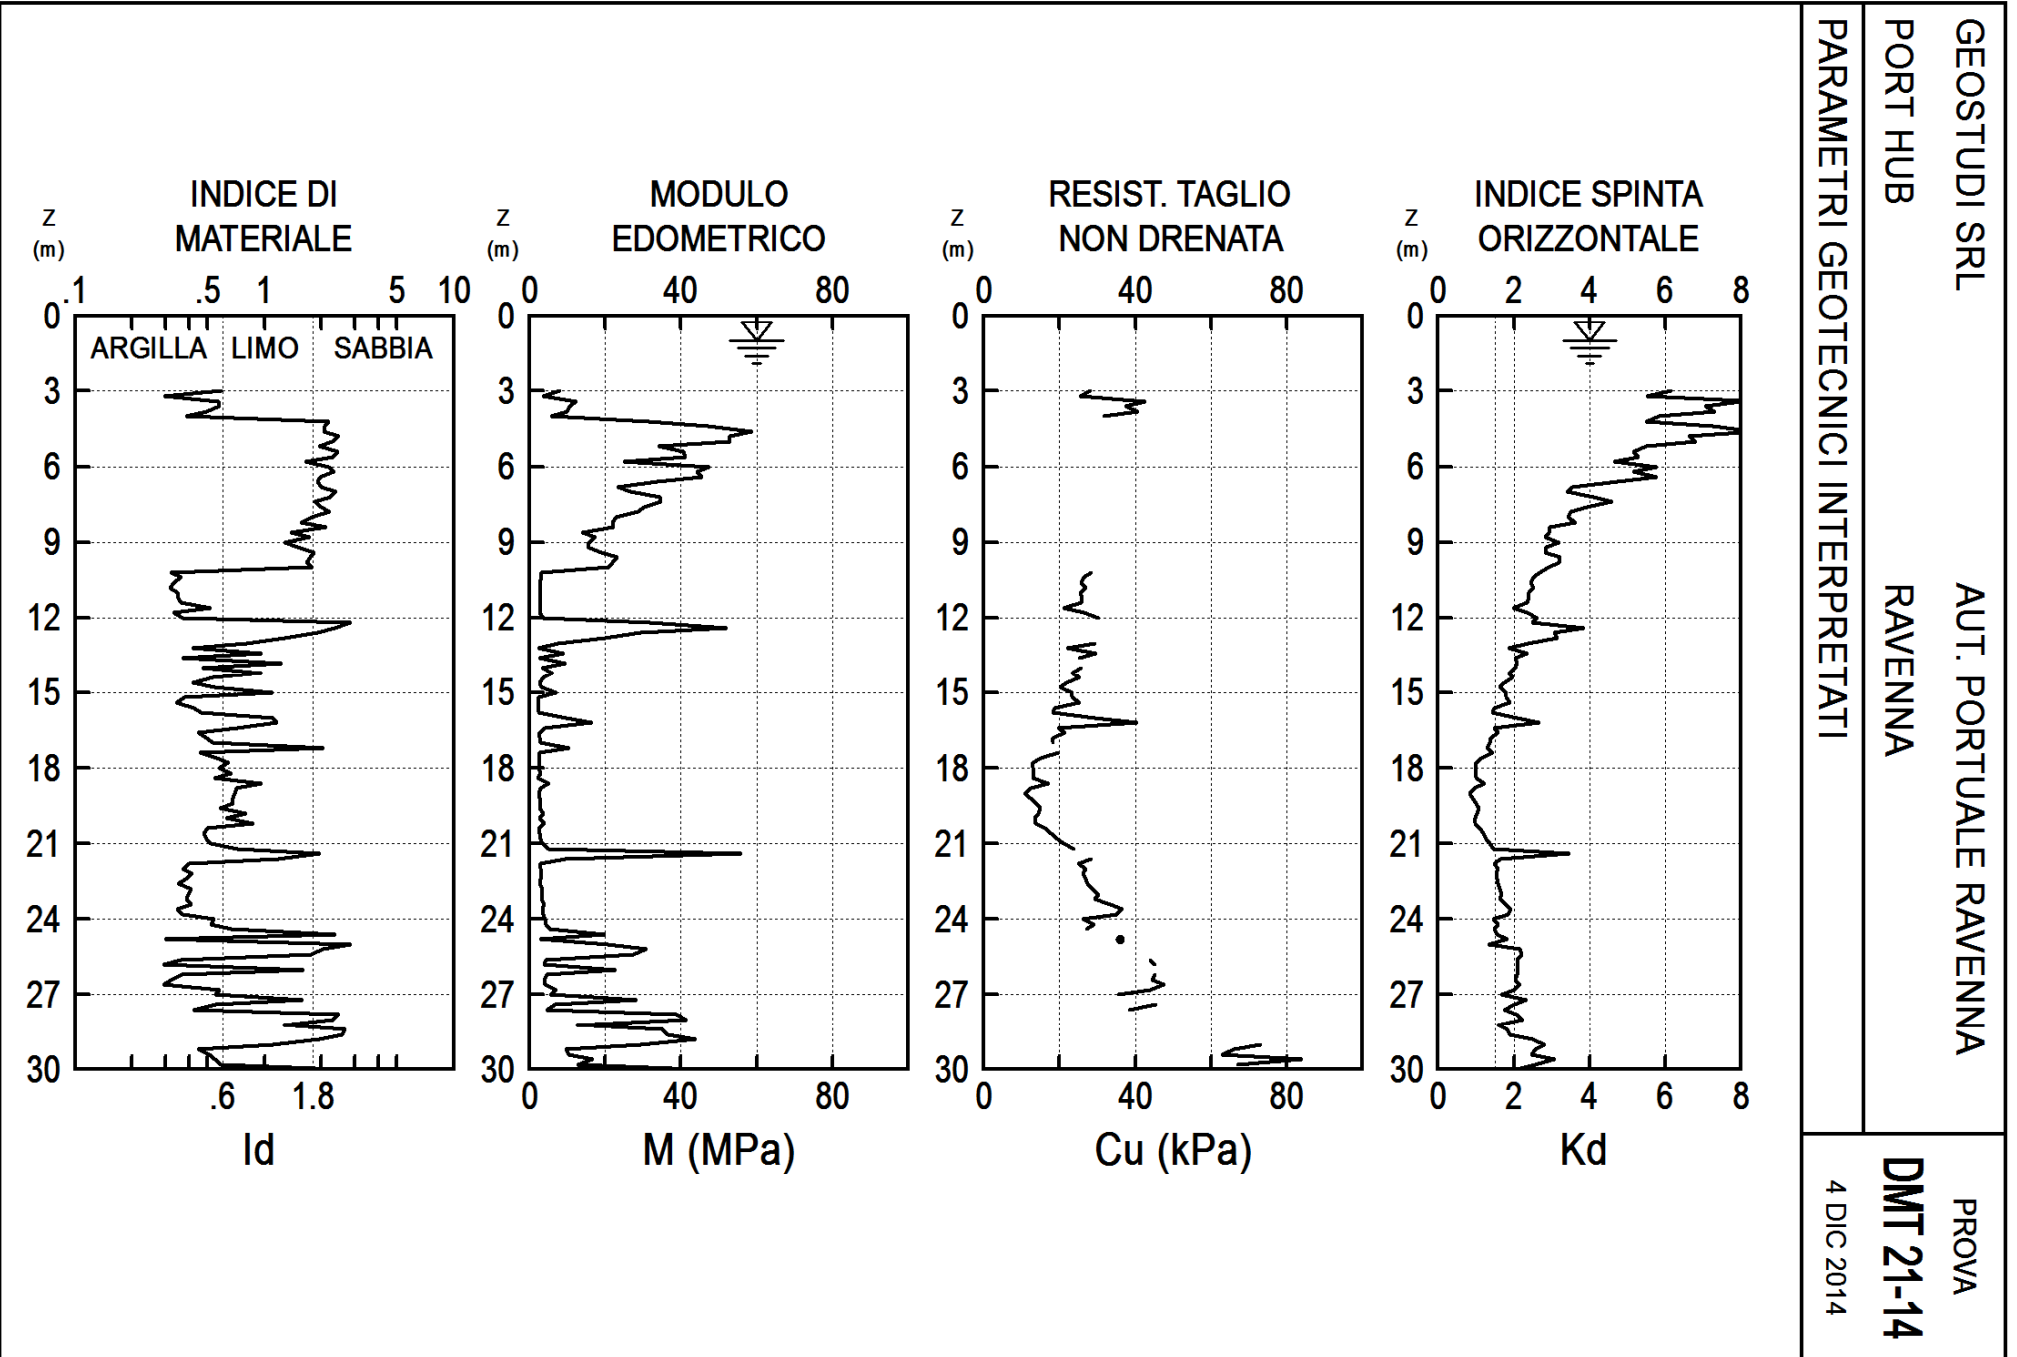 GEOSTUDI SRL
AUT. PORTUALE RAVENNA
PORT HUB
RAVENNA
PARAMETRI GEOTECNICI INTERPRETATI
PROVA
DMT 21-14
4 DIC 2014
INDICE DI
MATERIALE
Z
(m)
.1 .5 1 5 10
ARGILLA LIMO SABBIA
0
3
6
9
12
15
18
21
24
27
30
.6 1.8
Id
MODULO
EDOMETRICO
Z
(m)
0 40 80
0
3
6
9
12
15
18
21
24
27
30
0 40 80
M (MPa)
RESIST. TAGLIO
NON DRENATA
Z
(m)
0 40 80
0
3
6
9
12
15
18
21
24
27
30
0 40 80
Cu (kPa)
INDICE SPINTA
ORIZZONTALE
Z
(m)
0 2 4 6 8
0
3
6
9
12
15
18
21
24
27
30
0 2 4 6 8
Kd